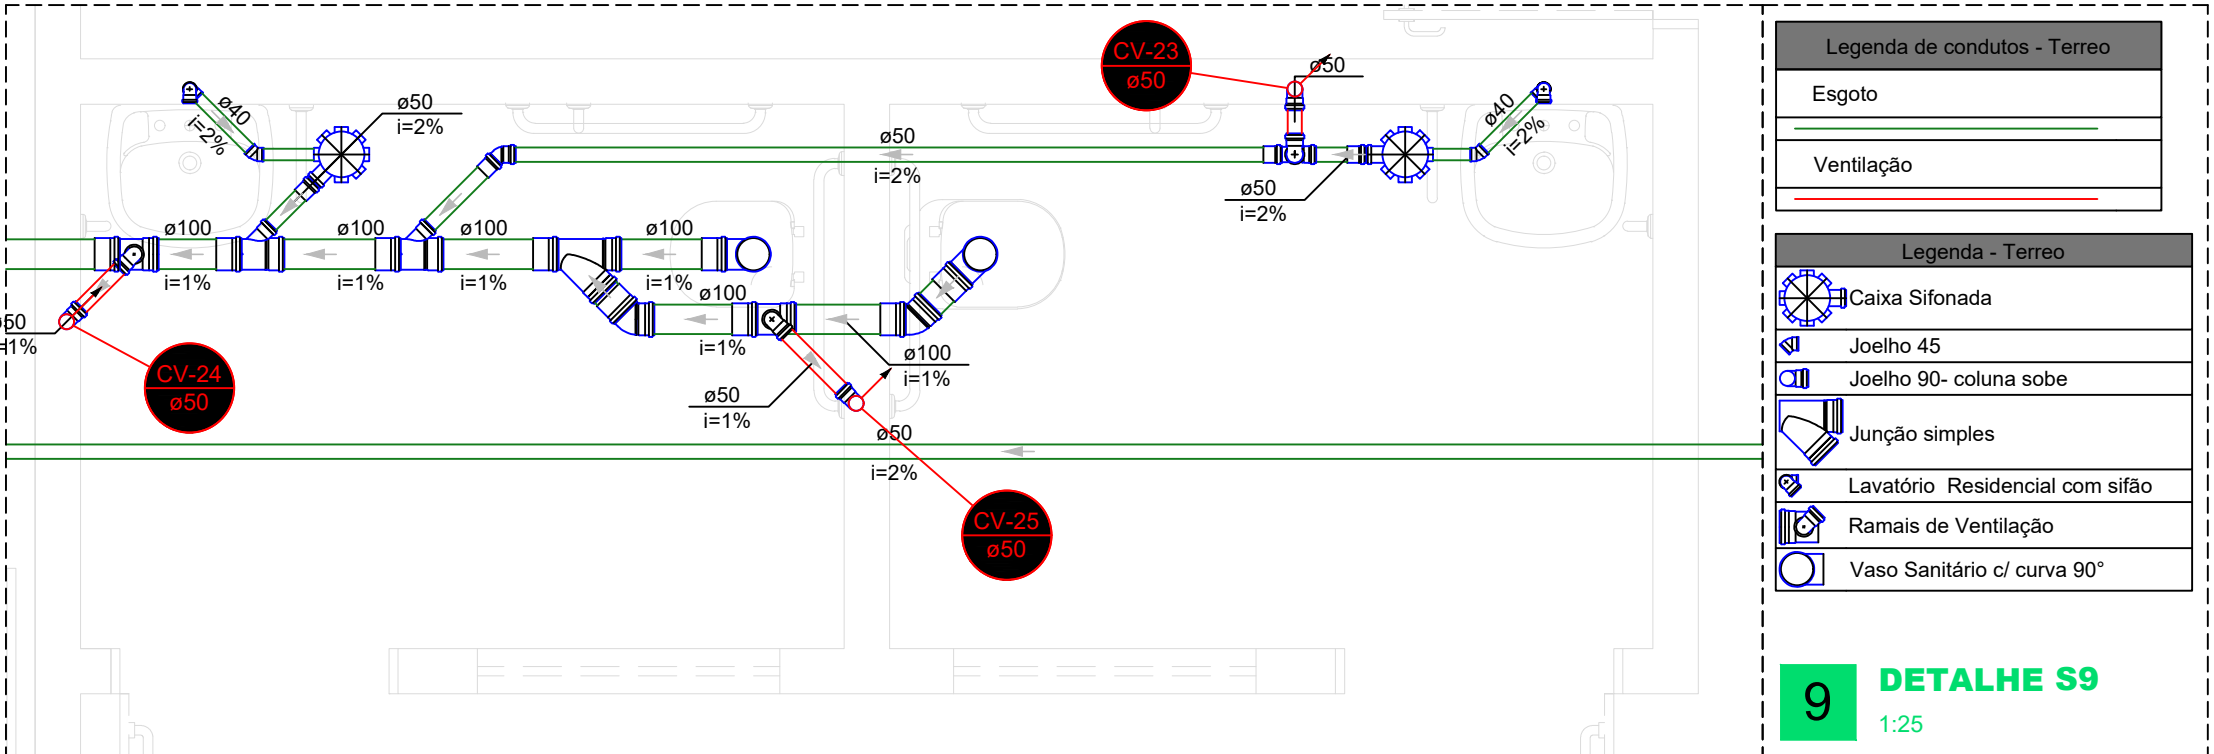 CV-23
ø50
ø50
ø40
i=2%
ø50
i=2%
ø50
i=2%
ø40
i=2%
ø50
i=2%
ø100
i=1%
ø100
i=1%
ø100
i=1%
ø100
i=1%
ø100
i=1%
ø100
i=1%
ø50
i=1%
50
=1%
CV-24
ø50
ø50
i=2%
CV-25
ø50
Legenda de condutos - Terreo
Esgoto
Ventilação
Legenda - Terreo
Caixa Sifonada
Joelho 45
Joelho 90- coluna sobe
Junção simples
Lavatório  Residencial com sifão
Ramais de Ventilação
Vaso Sanitário c/ curva 90°
9
DETALHE S9
1:25